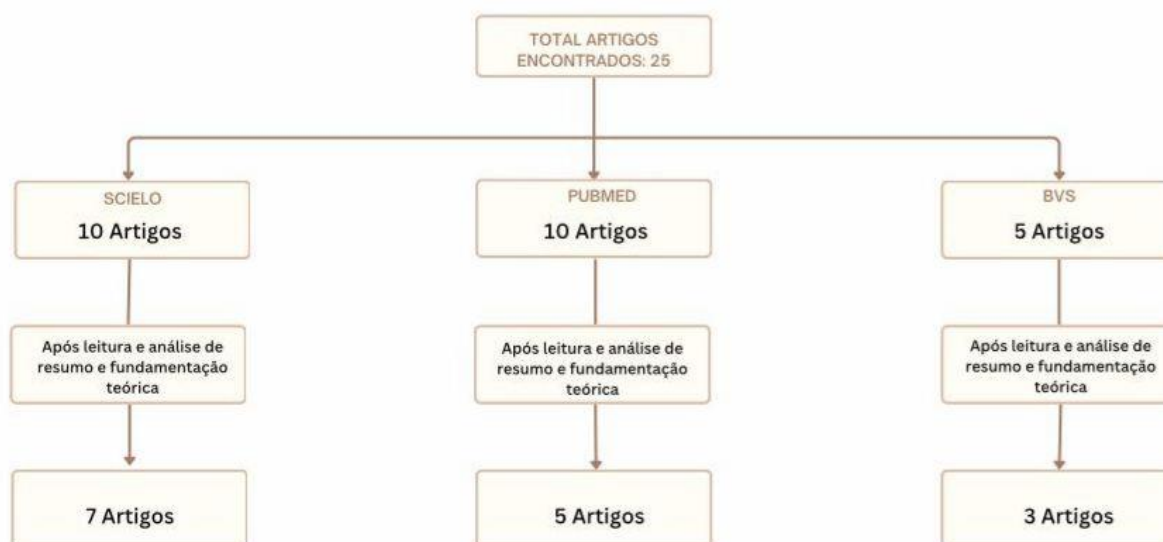 TOTAL ARTIGOS
ENCONTRADOS: 25
SCIELO
10 Artigos
PUBMED
10 Artigos
BVS
5 Artigos
Após leitura e análise de
resumo e fundamentação
teórica
Após leitura e análise de
resumo e fundamentação
teórica
Após leitura e análise de
resumo e fundamentação
teórica
7 Artigos
5 Artigos
3 Artigos